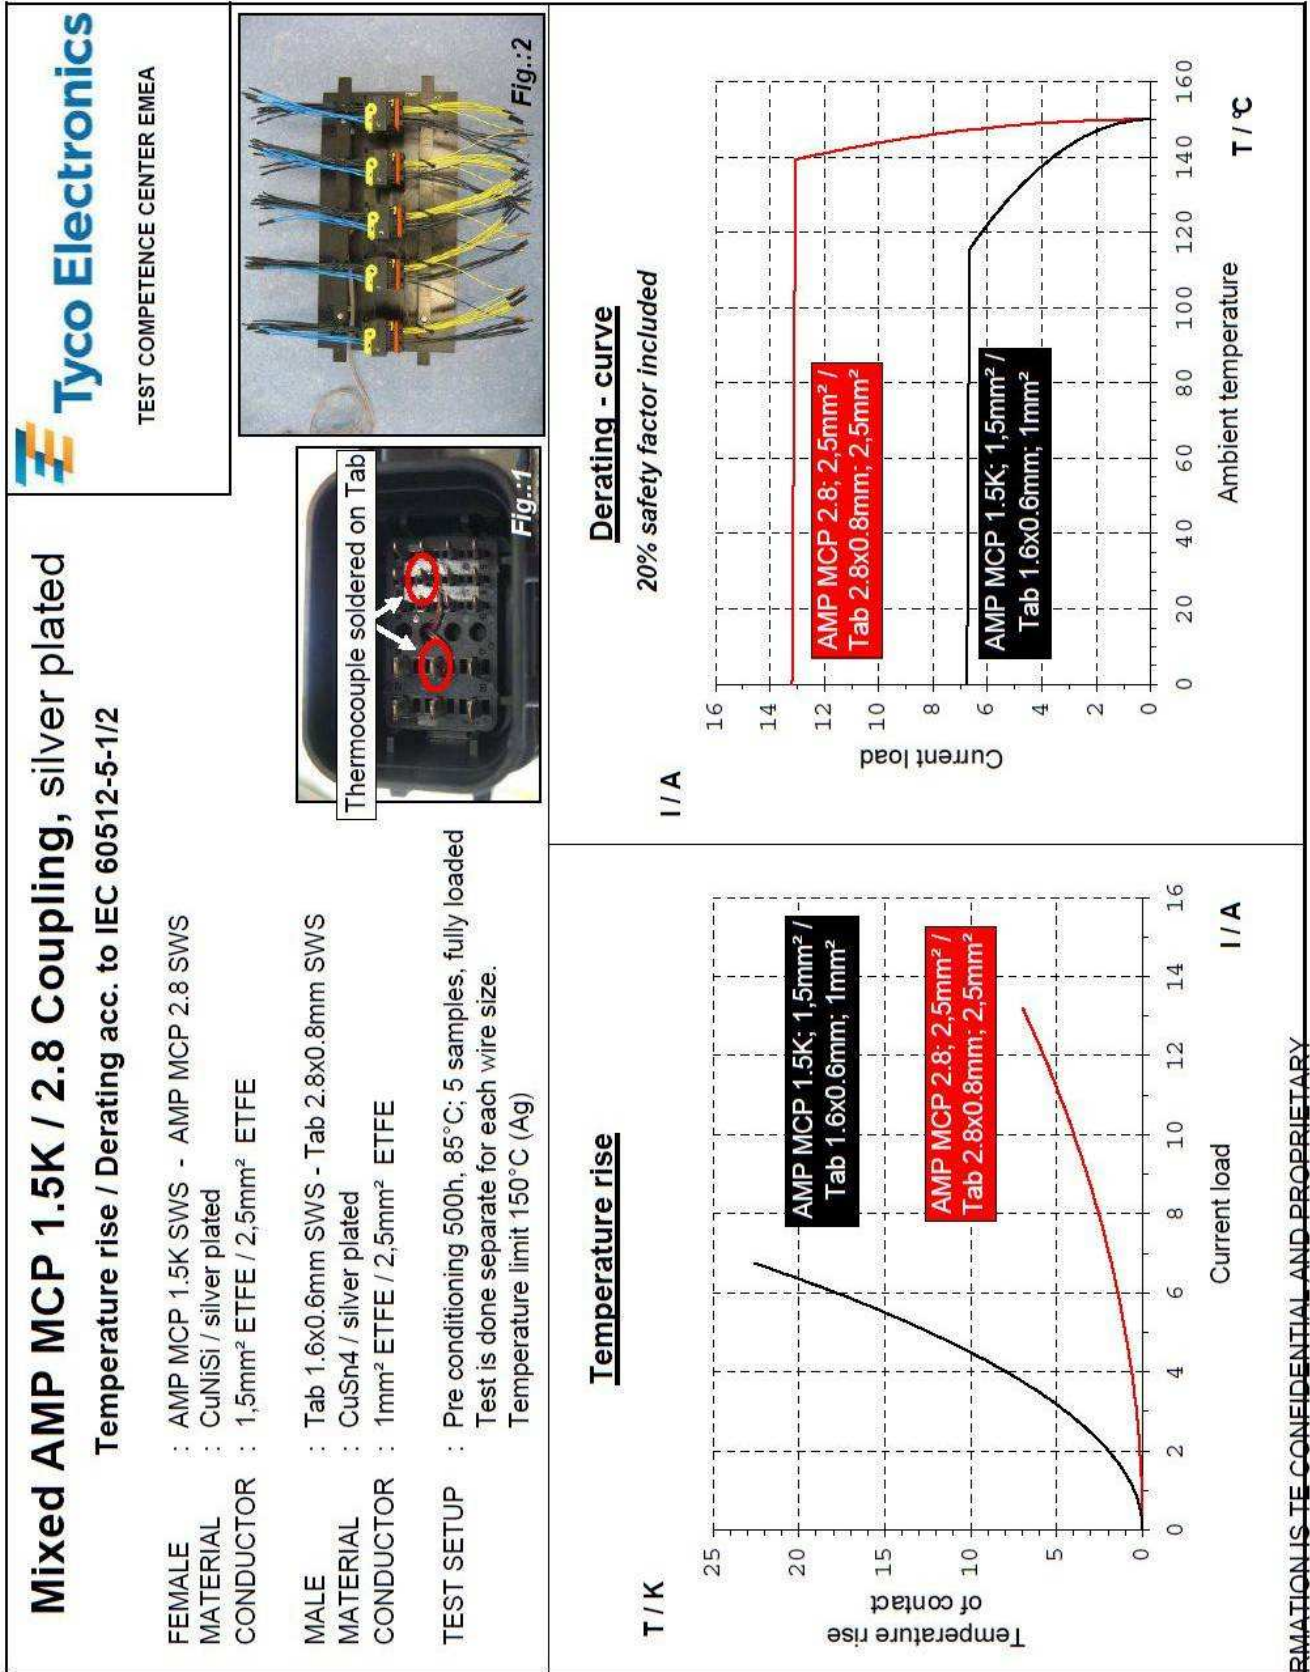 Mixed AMP MCP 1.5K / 2.8 Coupling, silver plated
Temperature rise / Derating acc. to IEC 60512-5-1/2
Tyco Electronics
TEST COMPETENCE CENTER EMEA
FEMALE : AMP MCP 1.5K SWS - AMP MCP 2.8 SWS
MATERIAL : CuNiSi / silver plated
CONDUCTOR : 1,5mm² ETFE / 2,5mm² ETFE
MALE : Tab 1.6x0.6mm SWS - Tab 2.8x0.8mm SWS
MATERIAL : CuSn4 / silver plated
CONDUCTOR : 1mm² ETFE / 2,5mm² ETFE
TEST SETUP : Pre conditioning 500h, 85°C; 5 samples, fully loaded
Test is done separate for each wire size.
Temperature limit 150°C (Ag)
Thermocouple soldered on Tab
Fig.:1
Fig.:2
Temperature rise
T / K
Temperature rise
of contact
25
20
15
10
5
0
AMP MCP 1.5K; 1,5mm² /
Tab 1.6x0.6mm; 1mm²
AMP MCP 2.8; 2,5mm² /
Tab 2.8x0.8mm; 2,5mm²
0 2 4 6 8 10 12 14 16
Current load
I / A
Derating - curve
20% safety factor included
I / A
Current load
16
14
12
10
8
6
4
2
0
AMP MCP 2.8; 2,5mm² /
Tab 2.8x0.8mm; 2,5mm²
AMP MCP 1.5K; 1,5mm² /
Tab 1.6x0.6mm; 1mm²
0 20 40 60 80 100 120 140 160
Ambient temperature
T / °C
RMATION IS TE CONFIDENTIAL AND PROPRIETARY